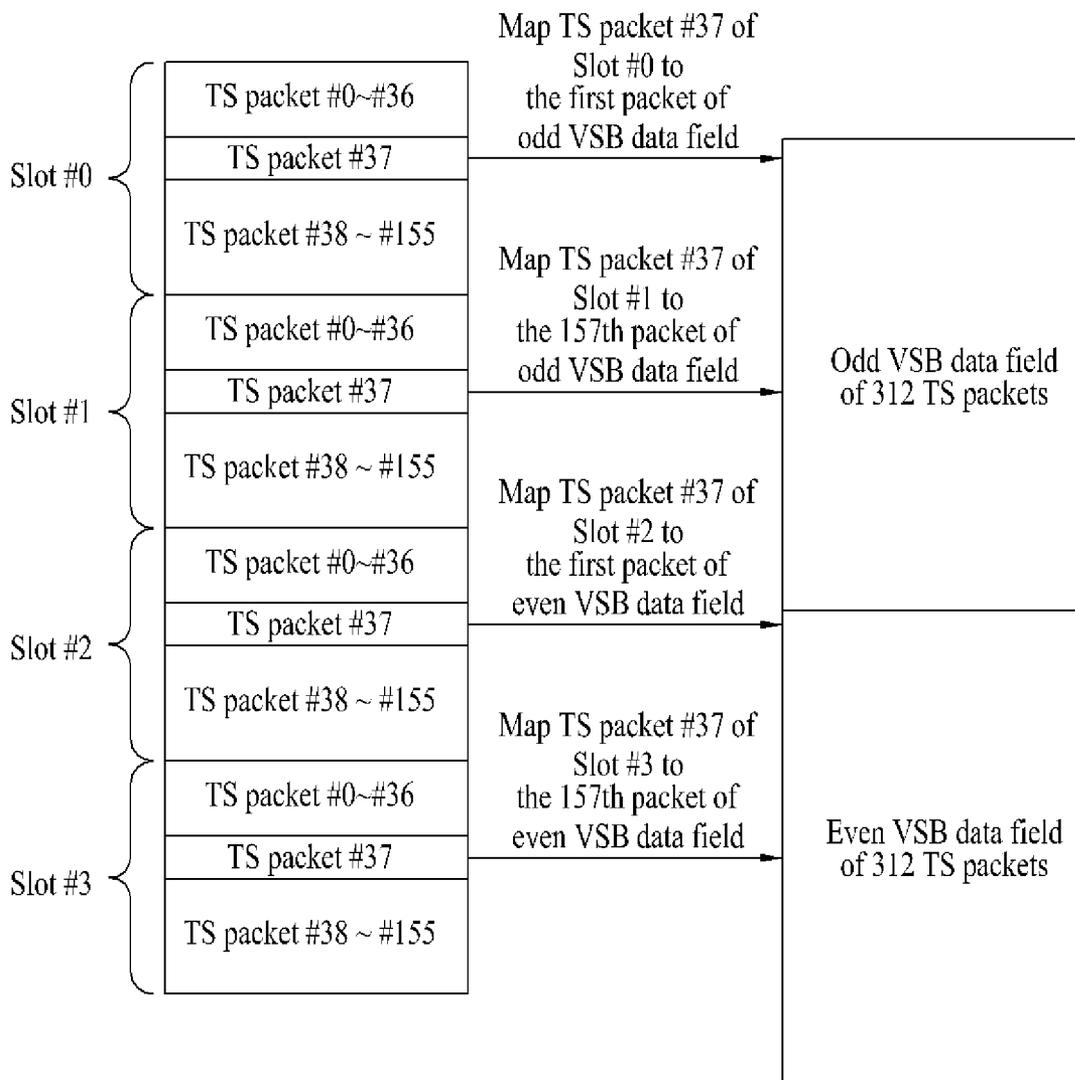 Map TS packet #37 of
Slot #0 to
the first packet of
odd VSB data field
Slot #0
TS packet #0~#36
TS packet #37
TS packet #38 ~ #155
Map TS packet #37 of
Slot #1 to
the 157th packet of
odd VSB data field
Slot #1
TS packet #0~#36
TS packet #37
TS packet #38 ~ #155
Odd VSB data field
of 312 TS packets
Map TS packet #37 of
Slot #2 to
the first packet of
even VSB data field
Slot #2
TS packet #0~#36
TS packet #37
TS packet #38 ~ #155
Map TS packet #37 of
Slot #3 to
the 157th packet of
even VSB data field
Slot #3
TS packet #0~#36
TS packet #37
TS packet #38 ~ #155
Even VSB data field
of 312 TS packets